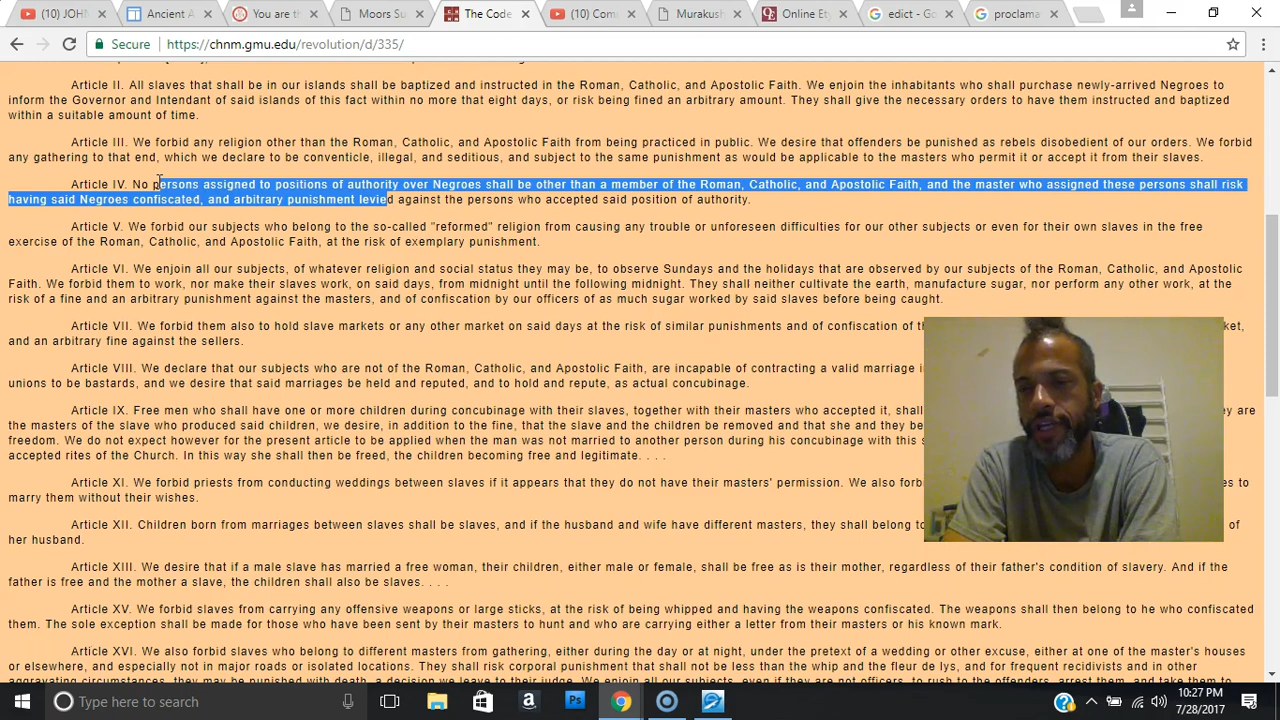 (10) JOHN
Ancient A
You are th
Moors Su
The Code
(10) Com
Murakush
Online Ety
edict - Go
proclama
Secure
https://chnm.gmu.edu/revolution/d/335/
Article II. All slaves that shall be in our islands shall be baptized and instructed in the Roman, Catholic, and Apostolic Faith. We enjoin the inhabitants who shall purchase newly-arrived Negroes to
inform the Governor and Intendant of said islands of this fact within no more that eight days, or risk being fined an arbitrary amount. They shall give the necessary orders to have them instructed and baptized
within a suitable amount of time.
Article III. We forbid any religion other than the Roman, Catholic, and Apostolic Faith from being practiced in public. We desire that offenders be punished as rebels disobedient of our orders. We forbid
any gathering to that end, which we declare to be conventicle, illegal, and seditious, and subject to the same punishment as would be applicable to the masters who permit it or accept it from their slaves.
Article IV. No persons assigned to positions of authority over Negroes shall be other than a member of the Roman, Catholic, and Apostolic Faith, and the master who assigned these persons shall risk
having said Negroes confiscated, and arbitrary punishment levied against the persons who accepted said position of authority.
Article V. We forbid our subjects who belong to the so-called "reformed" religion from causing any trouble or unforeseen difficulties for our other subjects or even for their own slaves in the free
exercise of the Roman, Catholic, and Apostolic Faith, at the risk of exemplary punishment.
Article VI. We enjoin all our subjects, of whatever religion and social status they may be, to observe Sundays and the holidays that are observed by our subjects of the Roman, Catholic, and Apostolic
Faith. We forbid them to work, nor make their slaves work, on said days, from midnight until the following midnight. They shall neither cultivate the earth, manufacture sugar, nor perform any other work, at the
risk of a fine and an arbitrary punishment against the masters, and of confiscation by our officers of as much sugar worked by said slaves before being caught.
Article VII. We forbid them also to hold slave markets or any other market on said days at the risk of similar punishments and of confiscation of
and an arbitrary fine against the sellers.
Article VIII. We declare that our subjects who are not of the Roman, Catholic, and Apostolic Faith, are incapable of contracting a valid marriage
unions to be bastards, and we desire that said marriages be held and reputed, and to hold and repute, as actual concubinage.
Article IX. Free men who shall have one or more children during concubinage with their slaves, together with their masters who accepted it, shall are
the masters of the slave who produced said children, we desire, in addition to the fine, that the slave and the children be removed and that she and they be
freedom. We do not expect however for the present article to be applied when the man was not married to another person during his concubinage with this
accepted rites of the Church. In this way she shall then be freed, the children becoming free and legitimate. . . .
Article XI. We forbid priests from conducting weddings between slaves if it appears that they do not have their masters' permission. We also to
marry them without their wishes.
Article XII. Children born from marriages between slaves shall be slaves, and if the husband and wife have different masters, they shall belong of
her husband.
Article XIII. We desire that if a male slave has married a free woman, their children, either male or female, shall be free as is their mother, regardless of their father's condition of slavery. And if the
father is free and the mother a slave, the children shall also be slaves. . . .
Article XV. We forbid slaves from carrying any offensive weapons or large sticks, at the risk of being whipped and having the weapons confiscated. The weapons shall then belong to he who confiscated
them. The sole exception shall be made for those who have been sent by their masters to hunt and who are carrying either a letter from their masters or his known mark.
Article XVI. We also forbid slaves who belong to different masters from gathering, either during the day or at night, under the pretext of a wedding or other excuse, either at one of the master's houses
or elsewhere, and especially not in major roads or isolated locations. They shall risk corporal punishment that shall not be less than the whip and the fleur de lys, and for frequent recidivists and in other
Type here to search
10:27 PM
7/28/2017